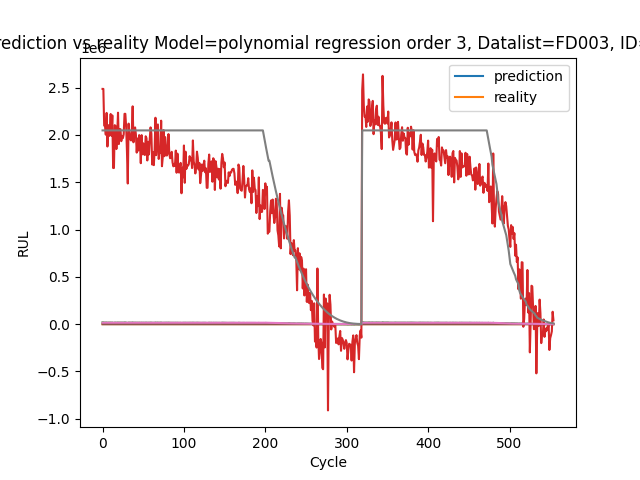 rediction vs reality Model=polynomial regression order 3, Datalist=FD003, ID=
1e6
prediction
reality
2.5
2.0
1.5
1.0
0.5
0.0
−0.5
−1.0
RUL
0 100 200 300 400 500
Cycle